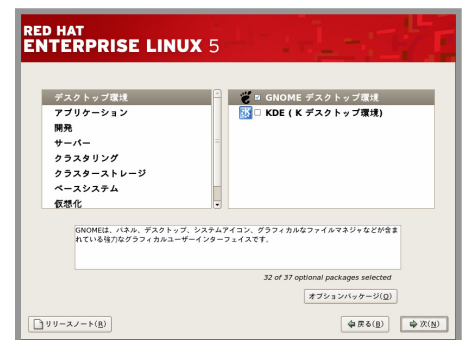 RED HAT
ENTERPRISE LINUX 5
デスクトップ環境
アプリケーション
開発
サーバー
クラスタリング
クラスターストレージ
ベースシステム
仮想化
GNOME デスクトップ環境
KDE ( K デスクトップ環境)
GNOMEは、パネル、デスクトップ、システムアイコン、グラフィカルなファイルマネジャなどが含ま
れている強力なグラフィカルユーザーインターフェイスです。
32 of 37 optional packages selected
オプションパッケージ(O)
リリースノート(R)
戻る(B)
次(N)